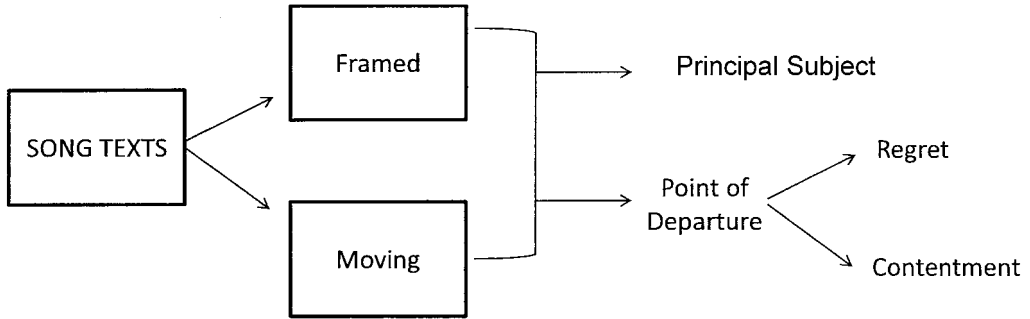 SONG TEXTS
Framed
Moving
Principal Subject
Point of
Departure
Regret
Contentment